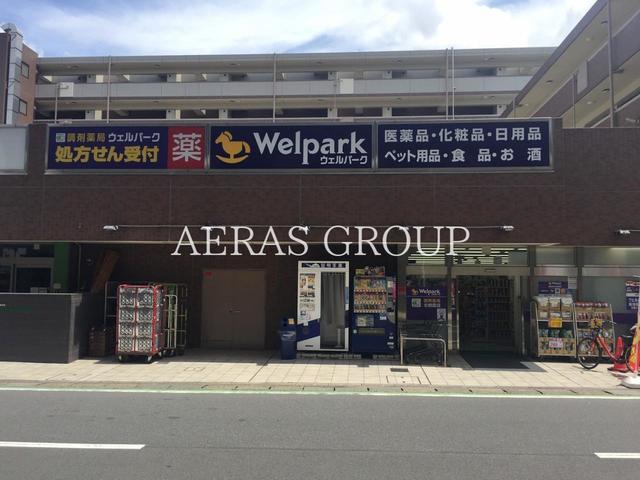 調剤薬局 ウェルパーク
処方せん受付
薬
Welpark
ウェルパーク
医薬品・化粧品・日用品
ペット用品・食 品・お 酒
AERAS GROUP
Welpark